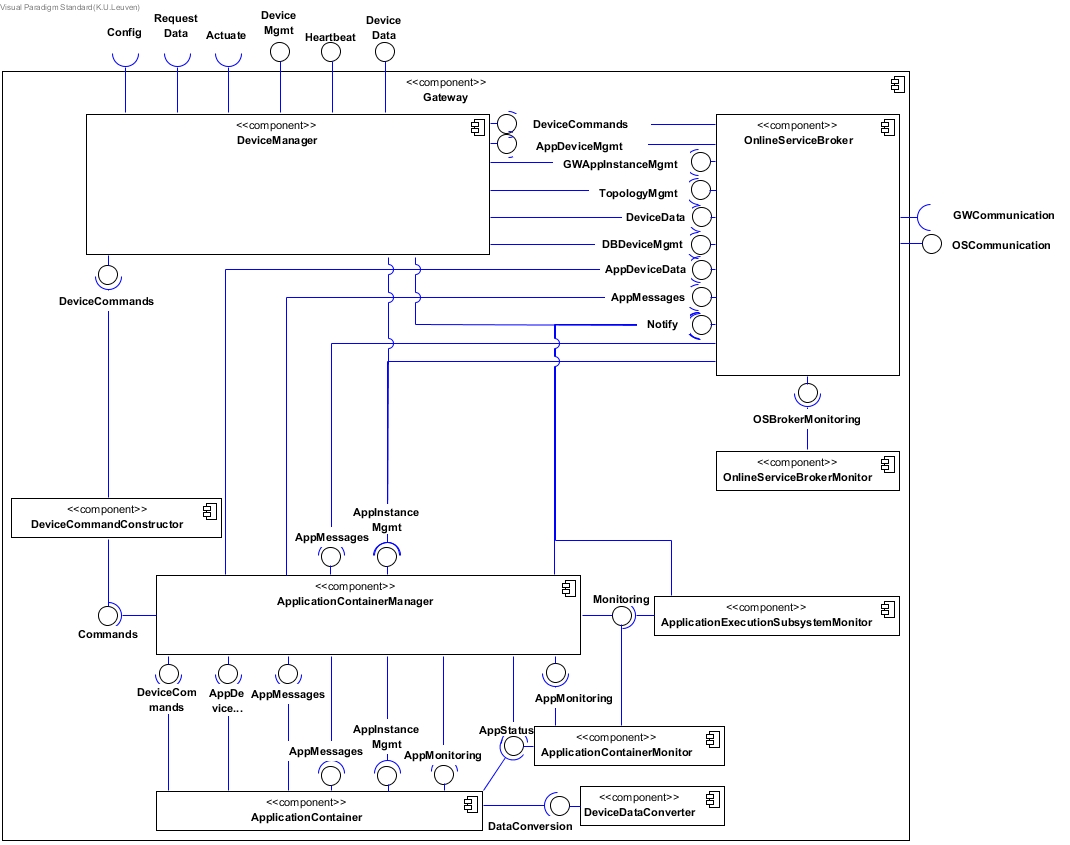 Visual Paradigm Standard(K.U.Leuven)
Config
Request
Data
Actuate
Device
Mgmt
Heartbeat
Device
Data
<<component>>
Gateway
<<component>>
DeviceManager
DeviceCommands
AppDeviceMgmt
GWAppInstanceMgmt
TopologyMgmt
DeviceData
DBDeviceMgmt
AppDeviceData
AppMessages
Notify
<<component>>
OnlineServiceBroker
GWCommunication
OSCommunication
DeviceCommands
OSBrokerMonitoring
<<component>>
OnlineServiceBrokerMonitor
<<component>>
DeviceCommandConstructor
AppMessages
AppInstance
Mgmt
<<component>>
ApplicationContainerManager
Commands
Monitoring
<<component>>
ApplicationExecutionSubsystemMonitor
DeviceCom
mands
AppDe
vice...
AppMessages
AppMonitoring
AppMessages
AppInstance
Mgmt
AppMonitoring
AppStatus
<<component>>
ApplicationContainerMonitor
<<component>>
ApplicationContainer
DataConversion
<<component>>
DeviceDataConverter